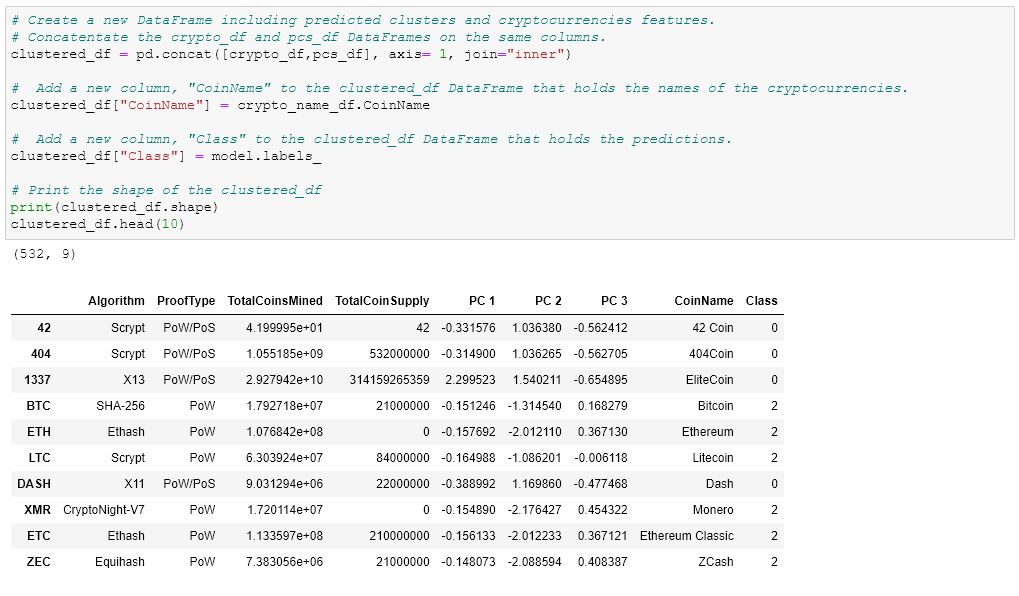 # Create a new DataFrame including predicted clusters and cryptocurrencies features.
# Concatentate the crypto_df and pcs_df DataFrames on the same columns.
clustered_df = pd.concat([crypto_df,pcs_df], axis= 1, join="inner")
#  Add a new column, "CoinName" to the clustered_df DataFrame that holds the names of the cryptocurrencies.
clustered_df["CoinName"] = crypto_name_df.CoinName
#  Add a new column, "Class" to the clustered_df DataFrame that holds the predictions.
clustered_df["Class"] = model.labels_
# Print the shape of the clustered_df
print(clustered_df.shape)
clustered_df.head(10)
(532, 9)
Algorithm ProofType TotalCoinsMined TotalCoinSupply PC 1 PC 2 PC 3 CoinName Class
42 Scrypt PoW/PoS 4.199995e+01 42 -0.331576 1.036380 -0.562412 42 Coin 0
404 Scrypt PoW/PoS 1.055185e+09 532000000 -0.314900 1.036265 -0.562705 404Coin 0
1337 X13 PoW/PoS 2.927942e+10 314159265359 2.299523 1.540211 -0.654895 EliteCoin 0
BTC SHA-256 PoW 1.792718e+07 21000000 -0.151246 -1.314540 0.168279 Bitcoin 2
ETH Ethash PoW 1.076842e+08 0 -0.157692 -2.012110 0.367130 Ethereum 2
LTC Scrypt PoW 6.303924e+07 84000000 -0.164988 -1.086201 -0.006118 Litecoin 2
DASH X11 PoW/PoS 9.031294e+06 22000000 -0.388992 1.169860 -0.477468 Dash 0
XMR CryptoNight-V7 PoW 1.720114e+07 0 -0.154890 -2.176427 0.454322 Monero 2
ETC Ethash PoW 1.133597e+08 210000000 -0.156133 -2.012233 0.367121 Ethereum Classic 2
ZEC Equihash PoW 7.383056e+06 21000000 -0.148073 -2.088594 0.408387 ZCash 2